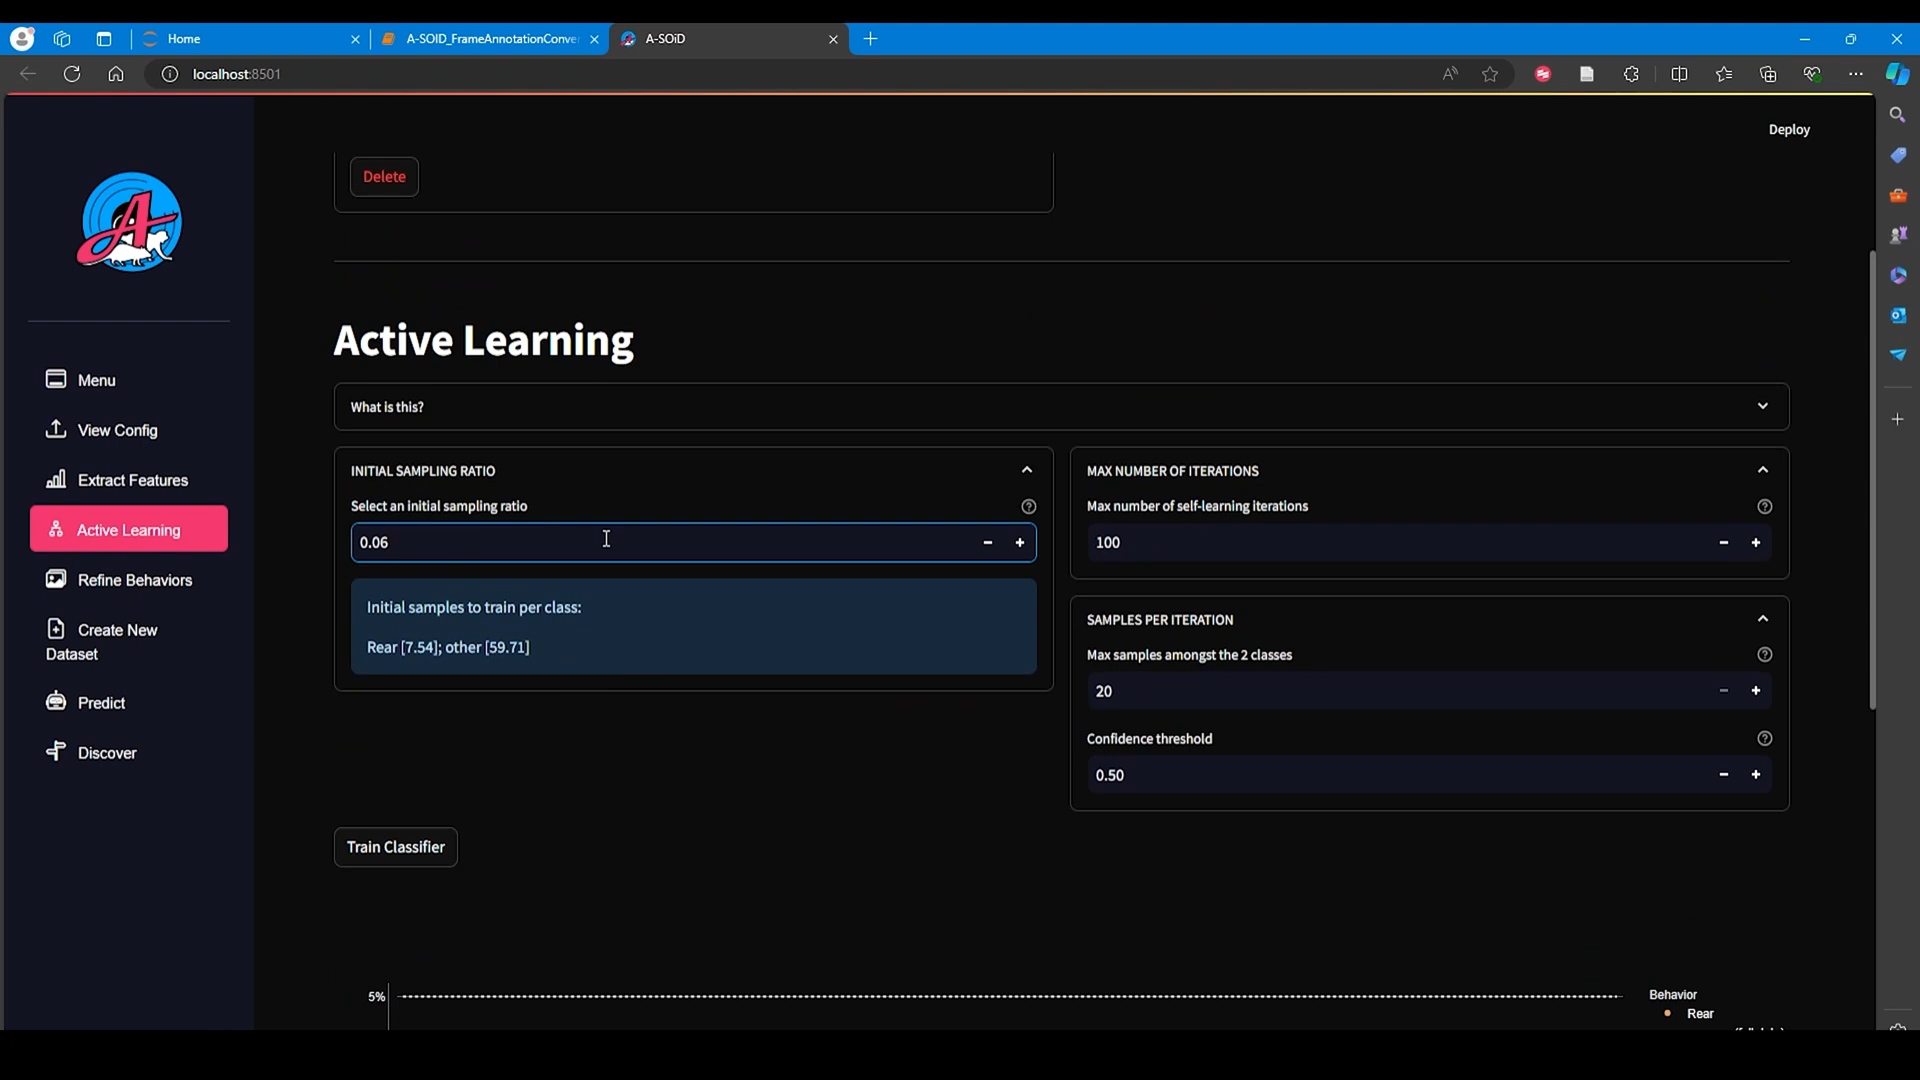 Home
A-SOID_FrameAnnotationConve
A-SOiD
localhost:8501
Deploy
Delete
Active Learning
What is this?
INITIAL SAMPLING RATIO
Select an initial sampling ratio
0.06
Initial samples to train per class:
Rear [7.54]; other [59.71]
MAX NUMBER OF ITERATIONS
Max number of self-learning iterations
100
SAMPLES PER ITERATION
Max samples amongst the 2 classes
20
Confidence threshold
0.50
Train Classifier
5%
Behavior
Rear
Menu
View Config
Extract Features
Active Learning
Refine Behaviors
Create New
Dataset
Predict
Discover